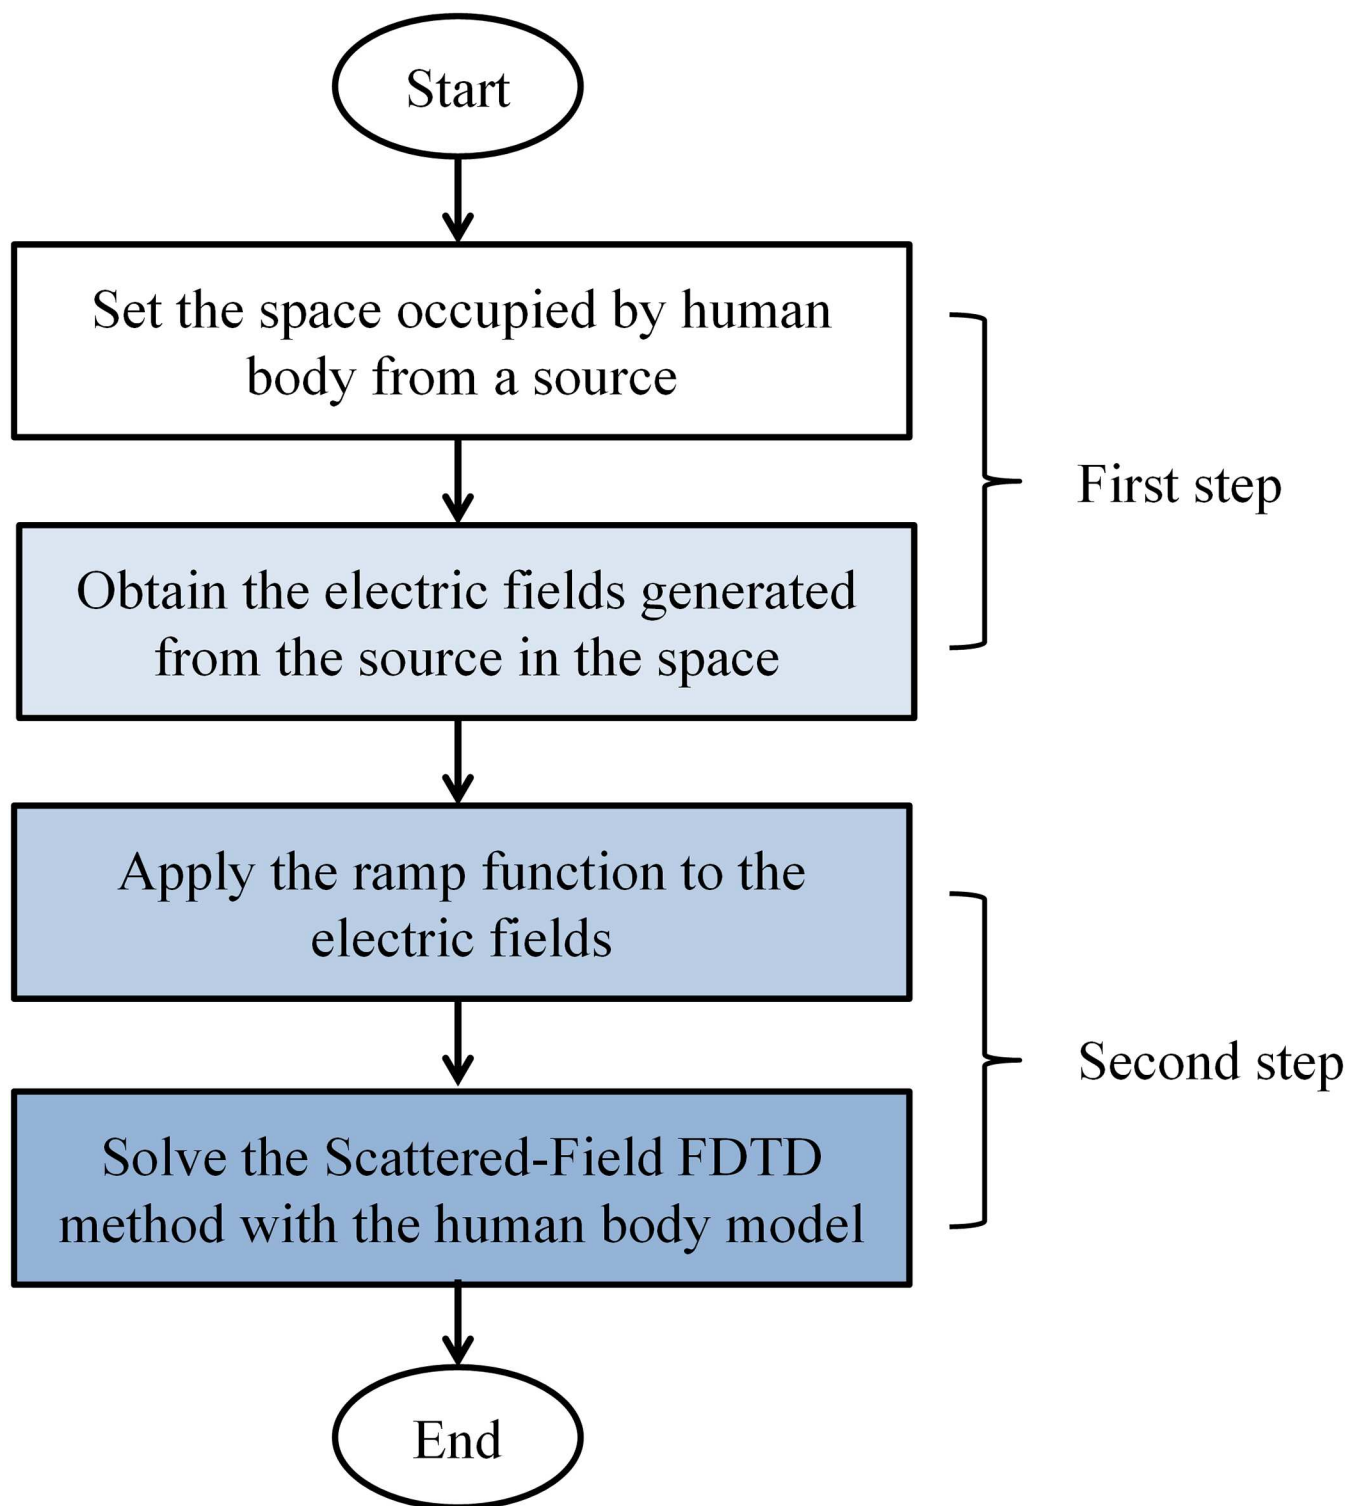 Start
Set the space occupied by human
body from a source
First step
Obtain the electric fields generated
from the source in the space
Apply the ramp function to the
electric fields
Second step
Solve the Scattered-Field FDTD
method with the human body model
End